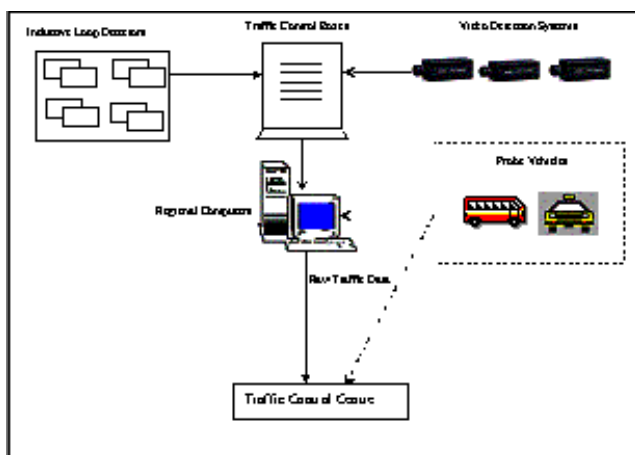 Inductive Loop Detectors
Traffic Control Boxes
Video Detection Systems
Probe Vehicles
Regional Computers
Raw Traffic Data
Traffic Control Centre